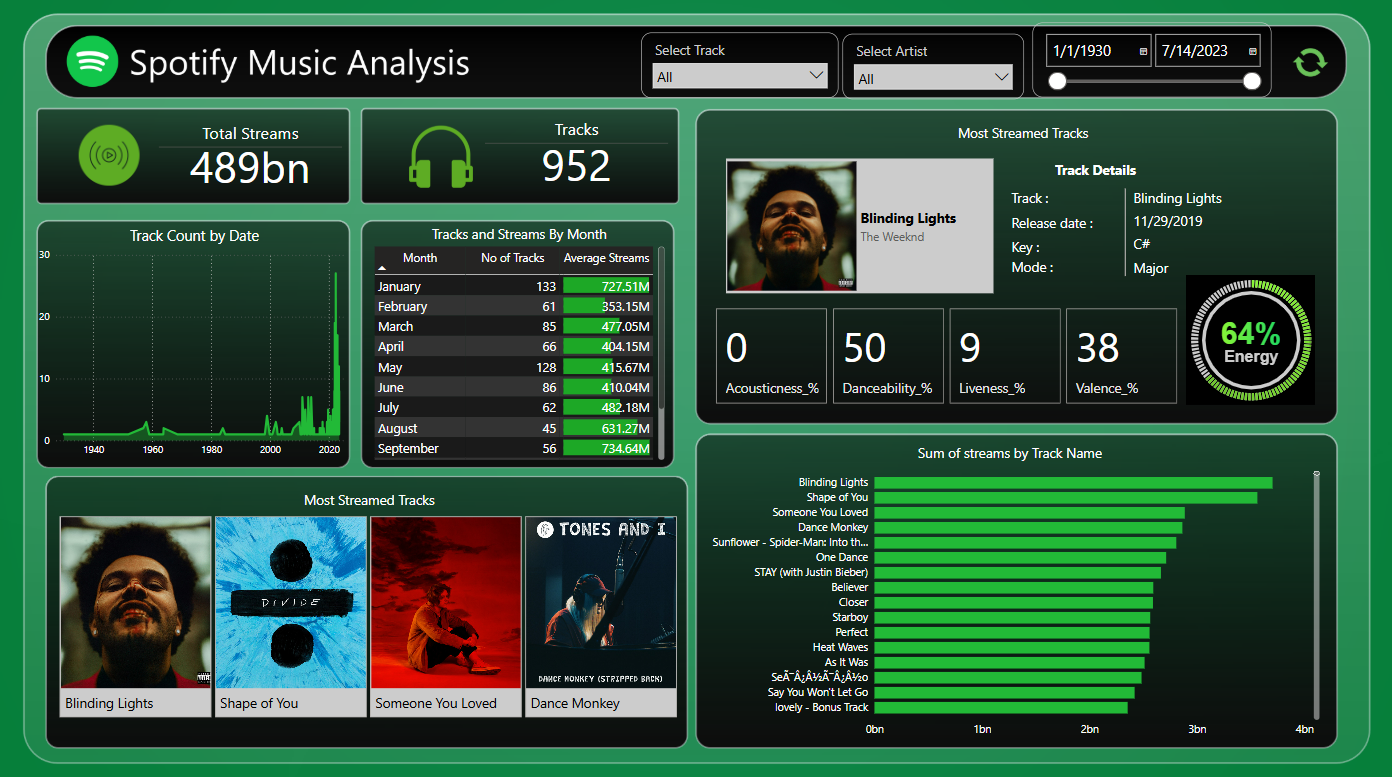 Spotify Music Analysis
Select Track
All
Select Artist
All
1/1/1930
7/14/2023
Total Streams
489bn
Tracks
952
Most Streamed Tracks
Blinding Lights
The Weeknd
Track Details
Track : Blinding Lights
Release date : 11/29/2019
Key : C#
Mode : Major
0
Acousticness_%
50
Danceability_%
9
Liveness_%
38
Valence_%
64%
Energy
Track Count by Date
30
20
10
0
1940 1960 1980 2000 2020
Tracks and Streams By Month
Month No of Tracks Average Streams
January 133 727.51M
February 61 353.15M
March 85 477.05M
April 66 404.15M
May 128 415.67M
June 86 410.04M
July 62 482.18M
August 45 631.27M
September 56 734.64M
Most Streamed Tracks
DIVIDE
TONES AND I
DANCE MONKEY (STRIPPED BACK)
Blinding Lights
Shape of You
Someone You Loved
Dance Monkey
Sum of streams by Track Name
Blinding Lights
Shape of You
Someone You Loved
Dance Monkey
Sunflower - Spider-Man: Into th...
One Dance
STAY (with Justin Bieber)
Believer
Closer
Starboy
Perfect
Heat Waves
As It Was
SeÃ¯Â¿Â½Ã¯Â¿Â½o
Say You Won't Let Go
lovely - Bonus Track
0bn 1bn 2bn 3bn 4bn